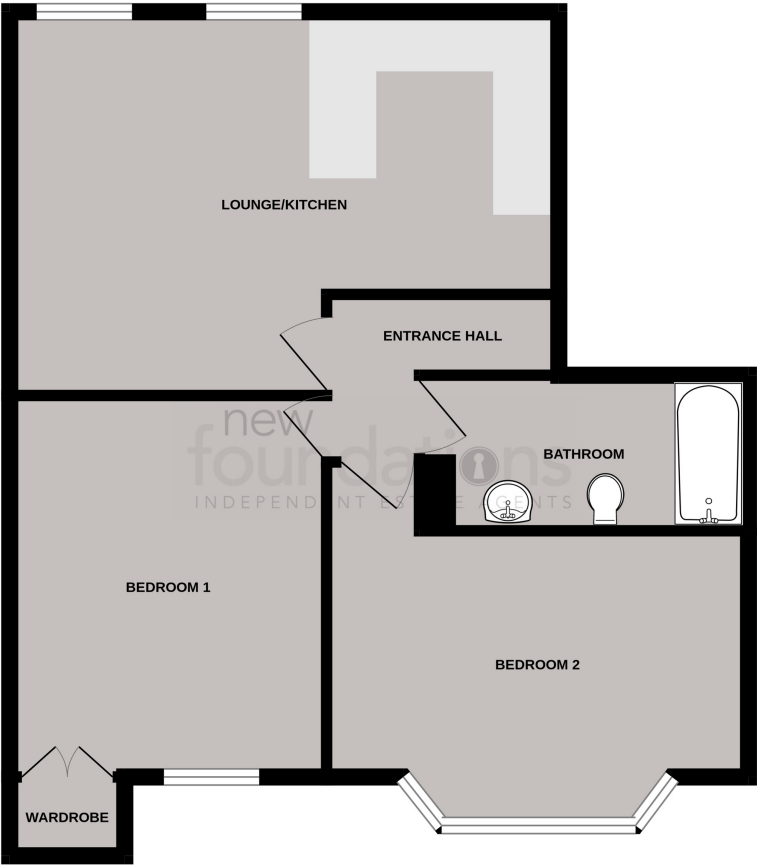 LOUNGE/KITCHEN
ENTRANCE HALL
new
foundations
BATHROOM
INDEPENDENT ESTATE AGENTS
BEDROOM 1
BEDROOM 2
WARDROBE